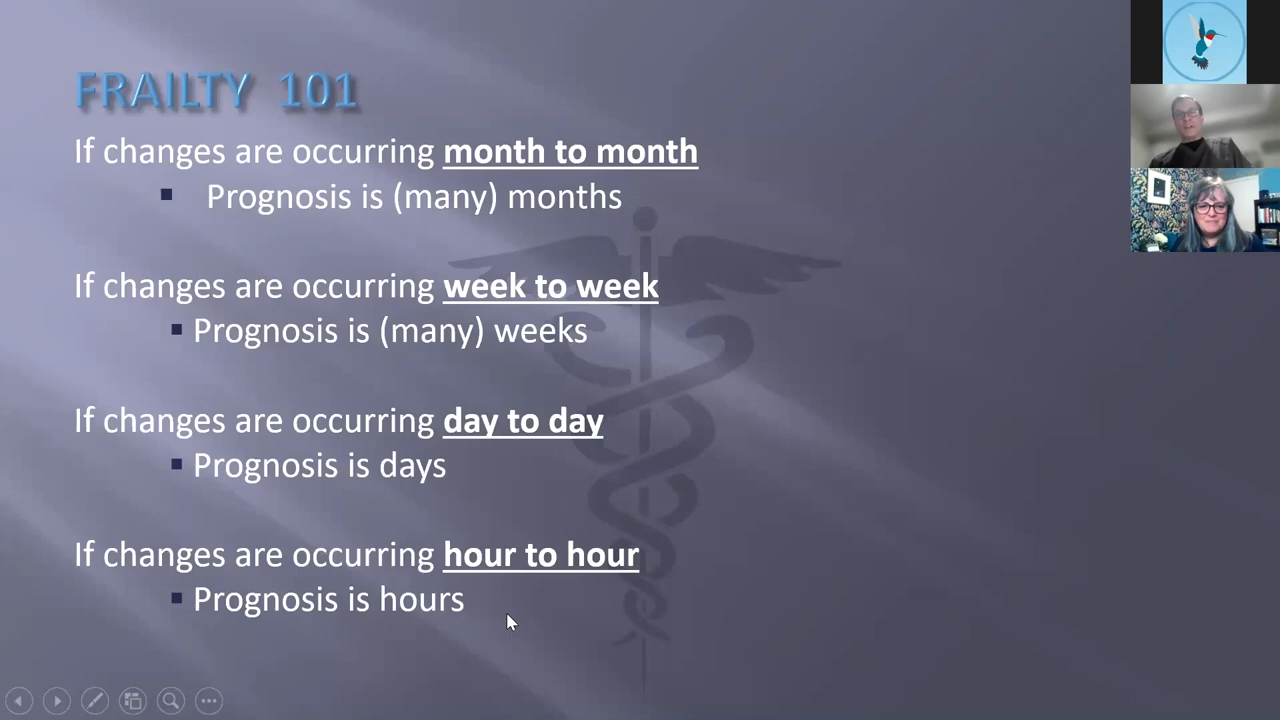 FRAILTY 101
If changes are occurring month to month
▪ Prognosis is (many) months
If changes are occurring week to week
▪ Prognosis is (many) weeks
If changes are occurring day to day
▪ Prognosis is days
If changes are occurring hour to hour
▪ Prognosis is hours